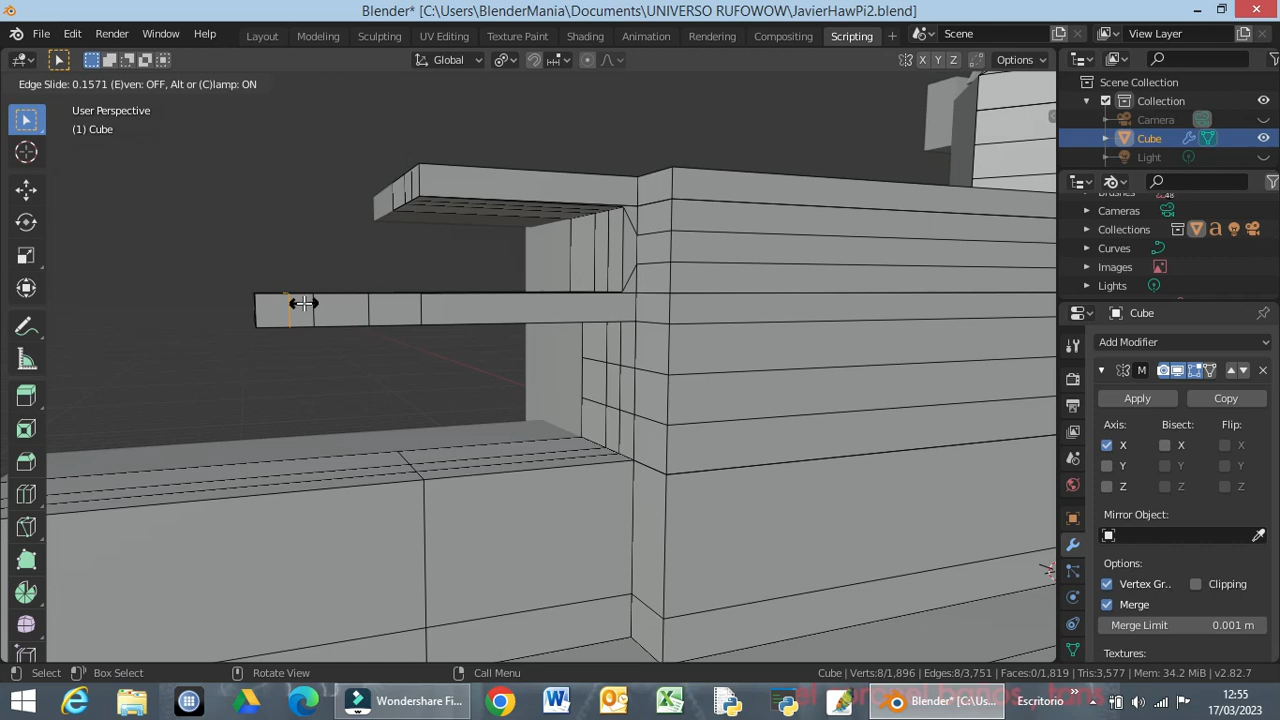 Blender* [C:\Users\BlenderMania\Documents\UNIVERSO RUFOWOW\JavierHawPi2.blend]
File Edit Render Window Help Layout Modeling Sculpting UV Editing Texture Paint Shading Animation Rendering Compositing Scripting Scene View Layer
Global X Y Z Options
Edge Slide: 0.1571 (E)ven: OFF, Alt or (C)lamp: ON
User Perspective
(1) Cube
Scene Collection
Collection
Camera
Cube
Light
Brushes
Cameras
Collections
Curves
Images
Lights
Cube
Add Modifier
M
Apply Copy
Axis: Bisect: Flip:
X X X
Y Y Y
Z Z Z
Mirror Object:
Options:
Vertex Gr.. Clipping
Merge
Merge Limit 0.001 m
Textures:
Select Box Select Rotate View Call Menu Cube | Verts:8/1,896 | Edges:8/3,751 | Faces:0/1,819 | Tris:3,577 | Mem: 34.2 MiB | v2.82.7
Wondershare Fi... Blender* [C:\Us... Escritorio
12:55
17/03/2023